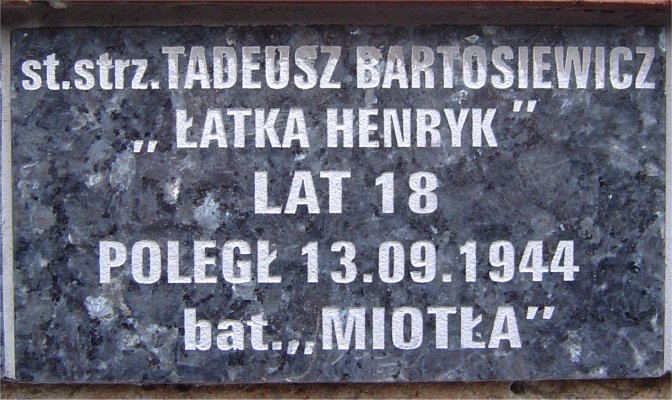 st.strz.TADEUSZ BARTOSIEWICZ
„ŁATKA HENRYK”
LAT 18
POLEGŁ 13.09.1944
bat.„MIOTŁA”